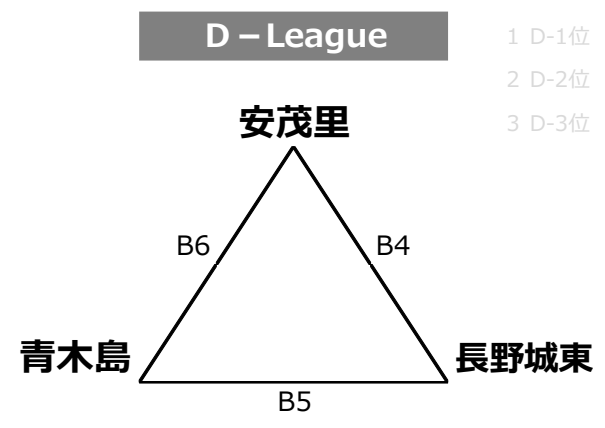 D－League
1 D-1位
2 D-2位
3 D-3位
安茂里
B6
B4
青木島
長野城東
B5